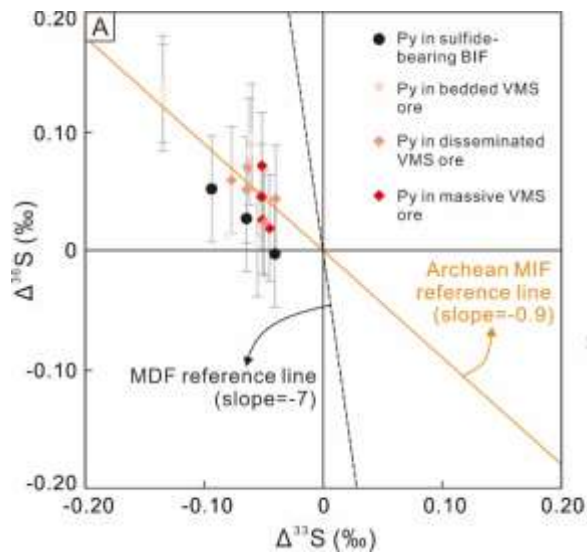 A
0.20
0.10
0
-0.10
-0.20
Δ³⁶S (‰)
Py in sulfide-
bearing BIF
Py in bedded VMS
ore
Py in disseminated
VMS ore
Py in massive VMS
ore
Archean MIF
reference line
(slope=-0.9)
MDF reference line
(slope=-7)
-0.20
-0.10
0
0.10
0.20
Δ³³S (‰)